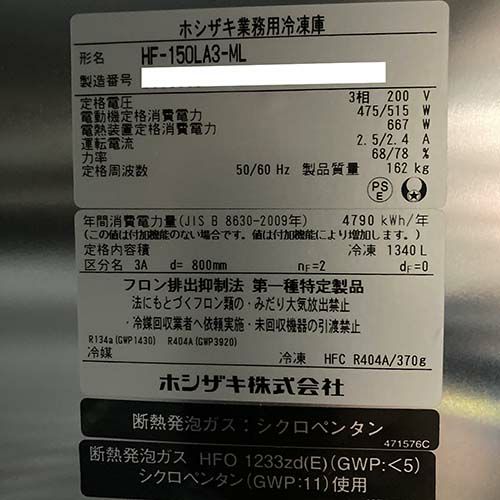 ホシザキ業務用冷凍庫
形名 HF-150LA3-ML
製造番号
定格電圧 3相 200 V
電動機定格消費電力 475/515 W
電熱装置定格消費電力 667 W
運転電流 2.5/2.4 A
力率 68/78 %
定格周波数 50/60 Hz 製品質量 162 kg
PS E
年間消費電力量(JIS B 8630-2009年) 4790 kWh/年
(この値は付加機能のない場合です。値は付加機能により増加します。)
定格内容積 冷凍 1340 L
区分名 3A d= 800mm nF=2 dF=0
フロン排出抑制法 第一種特定製品
・法にもとづくフロン類の・みだり大気放出禁止
・冷媒回収業者へ依頼実施・未回収機器の引渡禁止
R134a(GWP1430) R404A(GWP3920)
冷媒 冷凍 HFC R404A/370g
ホシザキ株式会社
断熱発泡ガス：シクロペンタン
471576C
断熱発泡ガス HFO 1233zd(E)(GWP:<5)
シクロペンタン(GWP:11)使用